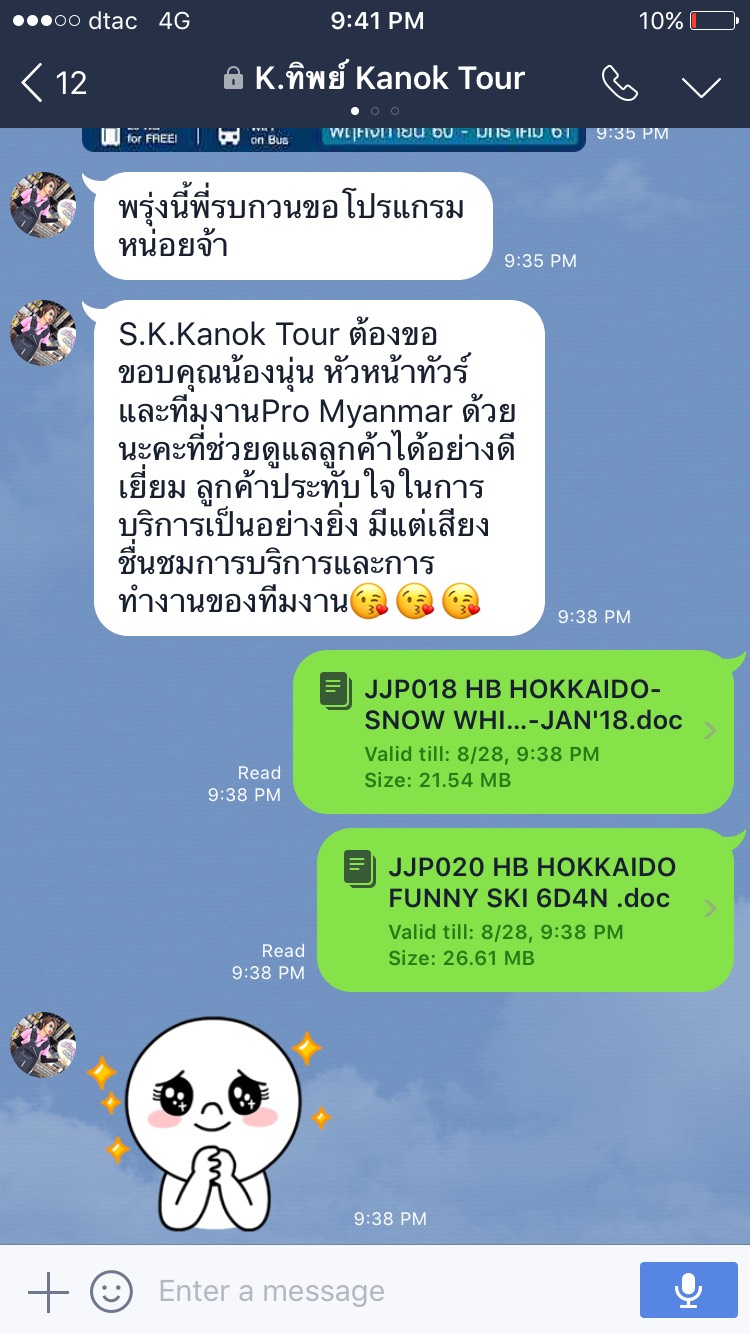 dtac 4G 9:41 PM 10%
12 K.ทิพย์ Kanok Tour
for FREE! on Bus พฤศจิกายน 60 - มกราคม 61 9:35 PM
พรุ่งนี้พี่รบกวนขอโปรแกรม
หน่อยจ้า
9:35 PM
S.K.Kanok Tour ต้องขอ
ขอบคุณน้องนุ่น หัวหน้าทัวร์
และทีมงานPro Myanmar ด้วย
นะคะที่ช่วยดูแลลูกค้าได้อย่างดี
เยี่ยม ลูกค้าประทับใจในการ
บริการเป็นอย่างยิ่ง มีแต่เสียง
ชื่นชมการบริการและการ
ทำงานของทีมงาน😘😘😘
9:38 PM
JJP018 HB HOKKAIDO-
SNOW WHI...-JAN'18.doc
Valid till: 8/28, 9:38 PM
Size: 21.54 MB
Read
9:38 PM
JJP020 HB HOKKAIDO
FUNNY SKI 6D4N .doc
Valid till: 8/28, 9:38 PM
Size: 26.61 MB
Read
9:38 PM
9:38 PM
Enter a message